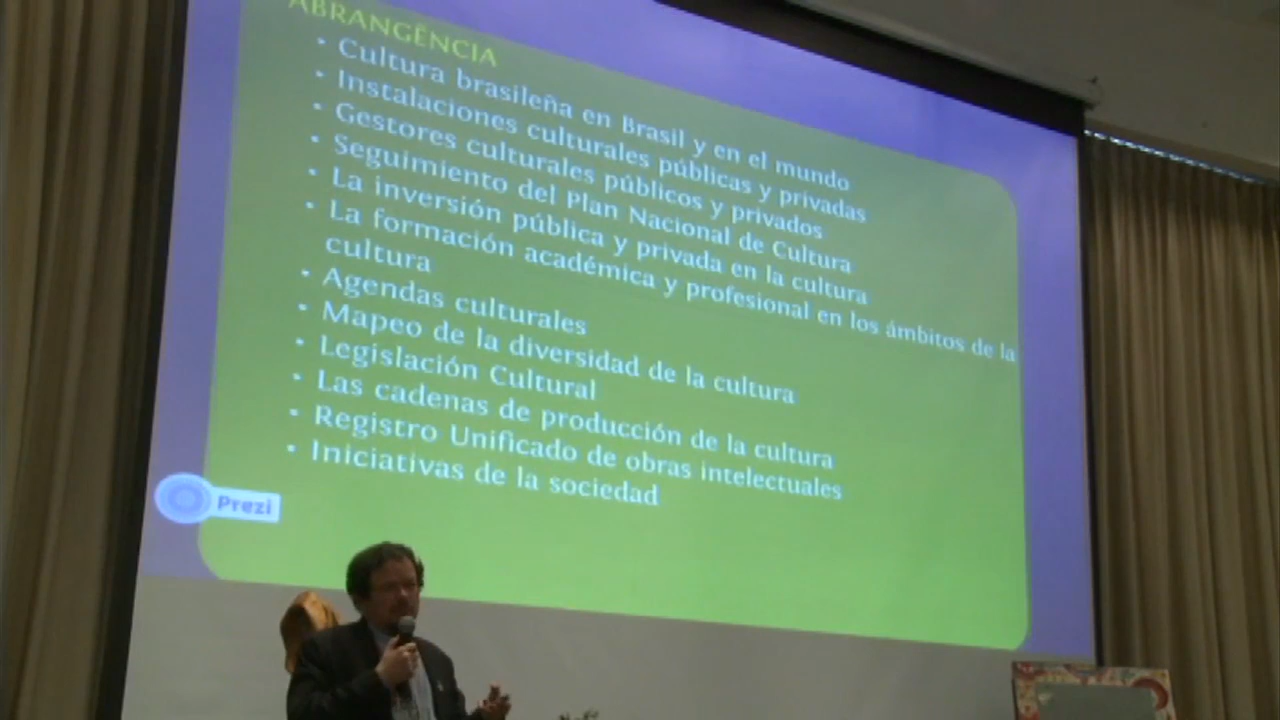 ABRANGÊNCIA
• Cultura brasileña en Brasil y en el mundo
• Instalaciones culturales públicas y privadas
• Gestores culturales públicos y privados
• Seguimiento del Plan Nacional de Cultura
• La inversión pública y privada en la cultura
• La formación académica y profesional en los ámbitos de la
cultura
• Agendas culturales
• Mapeo de la diversidad de la cultura
• Legislación Cultural
• Las cadenas de producción de la cultura
• Registro Unificado de obras intelectuales
• Iniciativas de la sociedad
Prezi